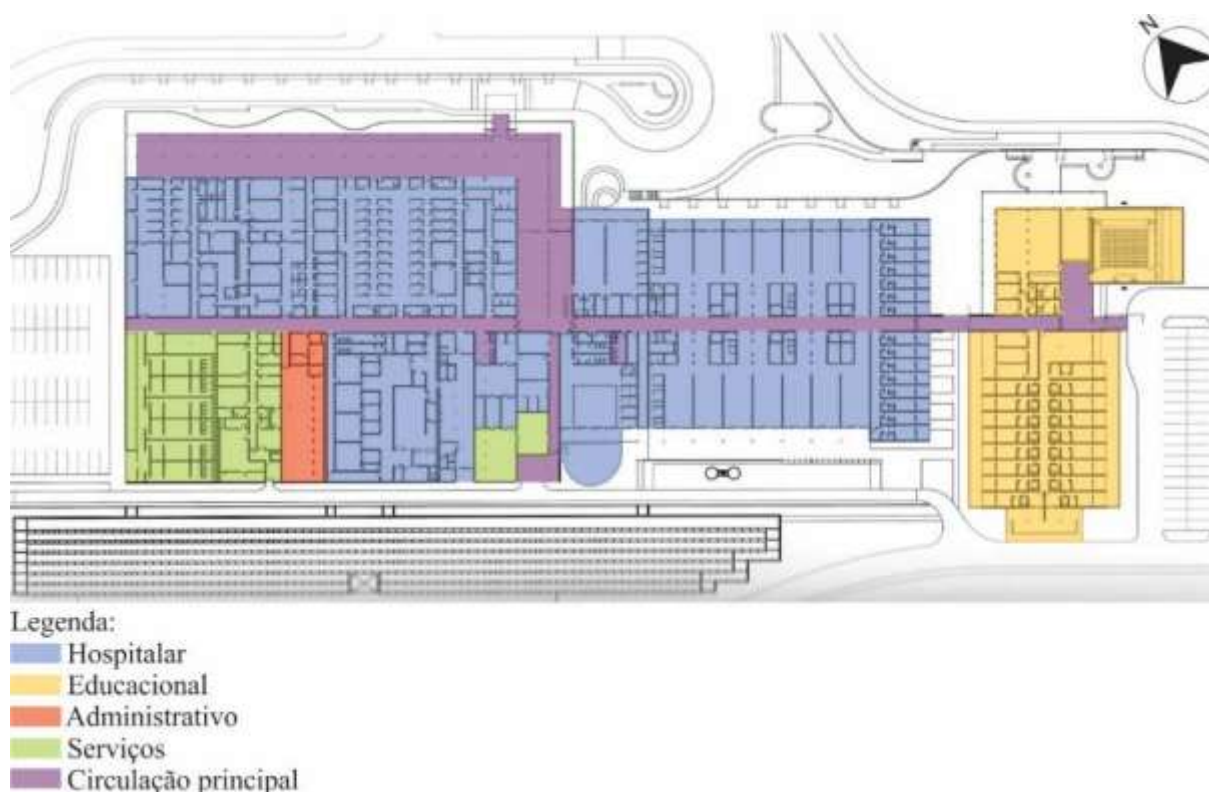 N
Legenda:
Hospitalar
Educacional
Administrativo
Serviços
Circulação principal